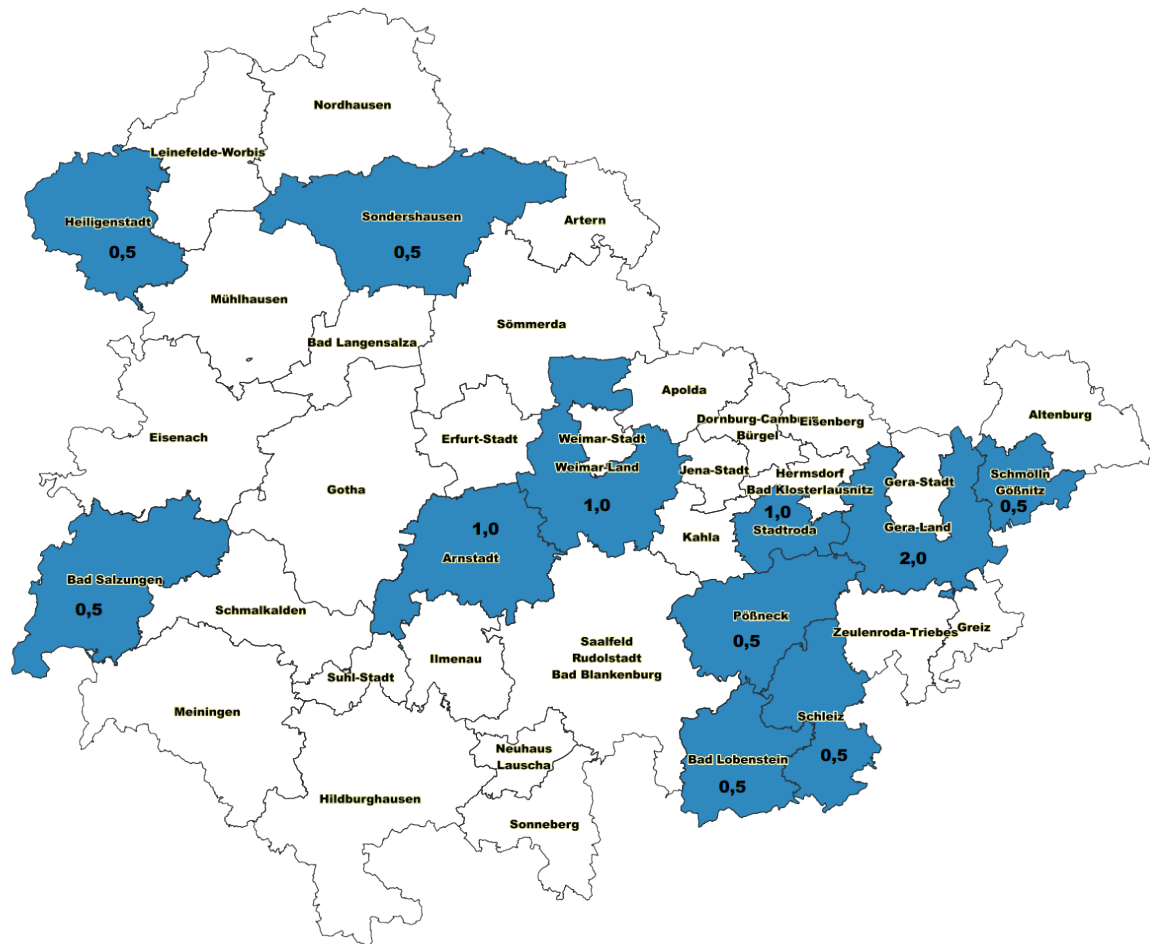 Nordhausen
Leinefelde-Worbis
Heiligenstadt
0,5
Sondershausen
0,5
Artern
Mühlhausen
Bad Langensalza
Sömmerda
Eisenach
Gotha
Erfurt-Stadt
Weimar-Stadt
Weimar-Land
1,0
Apolda
Dornburg-Camburg
Bürgel
Eisenberg
Altenburg
Jena-Stadt
Hermsdorf
Bad Klosterlausnitz
Gera-Stadt
Schmölln
Gößnitz
0,5
1,0
Stadtroda
Gera-Land
2,0
Kahla
1,0
Arnstadt
Bad Salzungen
0,5
Schmalkalden
Pößneck
0,5
Zeulenroda-Triebes
Greiz
Saalfeld
Rudolstadt
Bad Blankenburg
Ilmenau
Suhl-Stadt
Meiningen
Schleiz
0,5
Bad Lobenstein
0,5
Neuhaus
Lauscha
Hildburghausen
Sonneberg